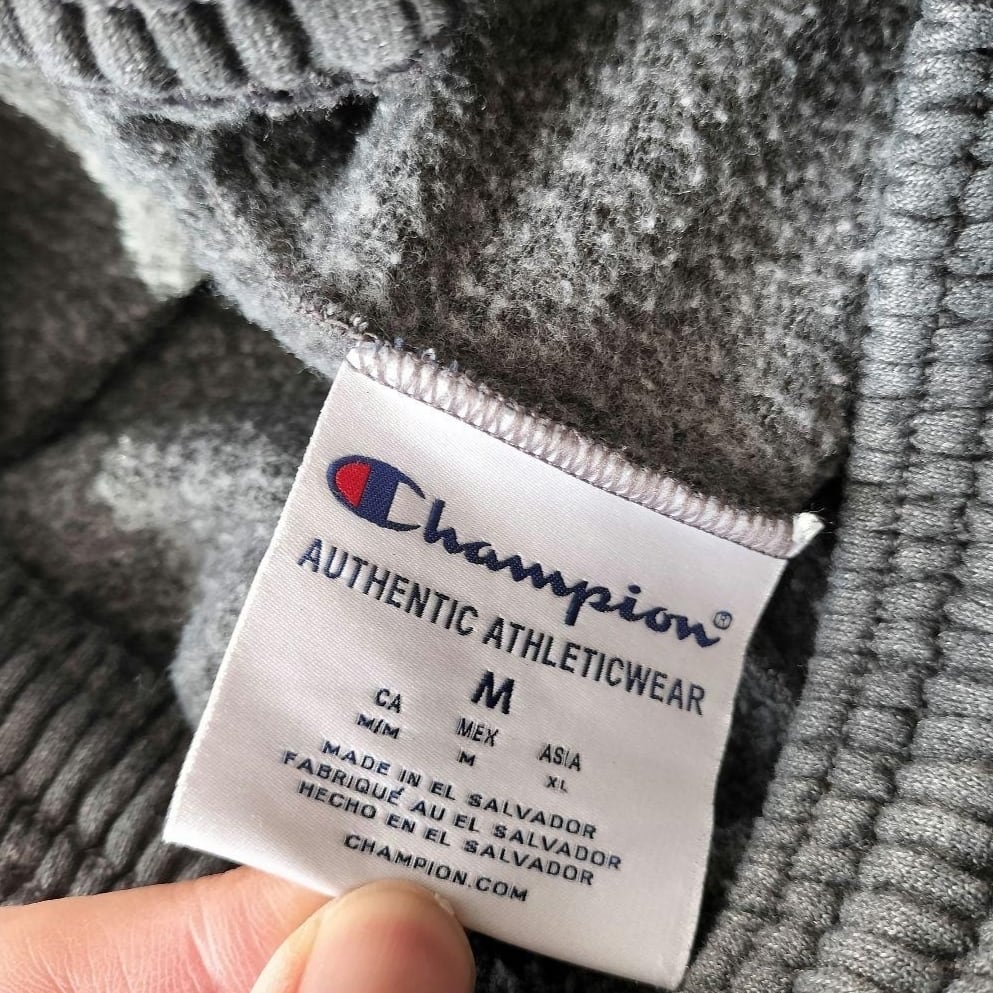 Champion®
AUTHENTIC ATHLETICWEAR
M
CA MEX ASIA
M/M M XL
MADE IN EL SALVADOR
FABRIQUÉ AU EL SALVADOR
HECHO EN EL SALVADOR
CHAMPION.COM